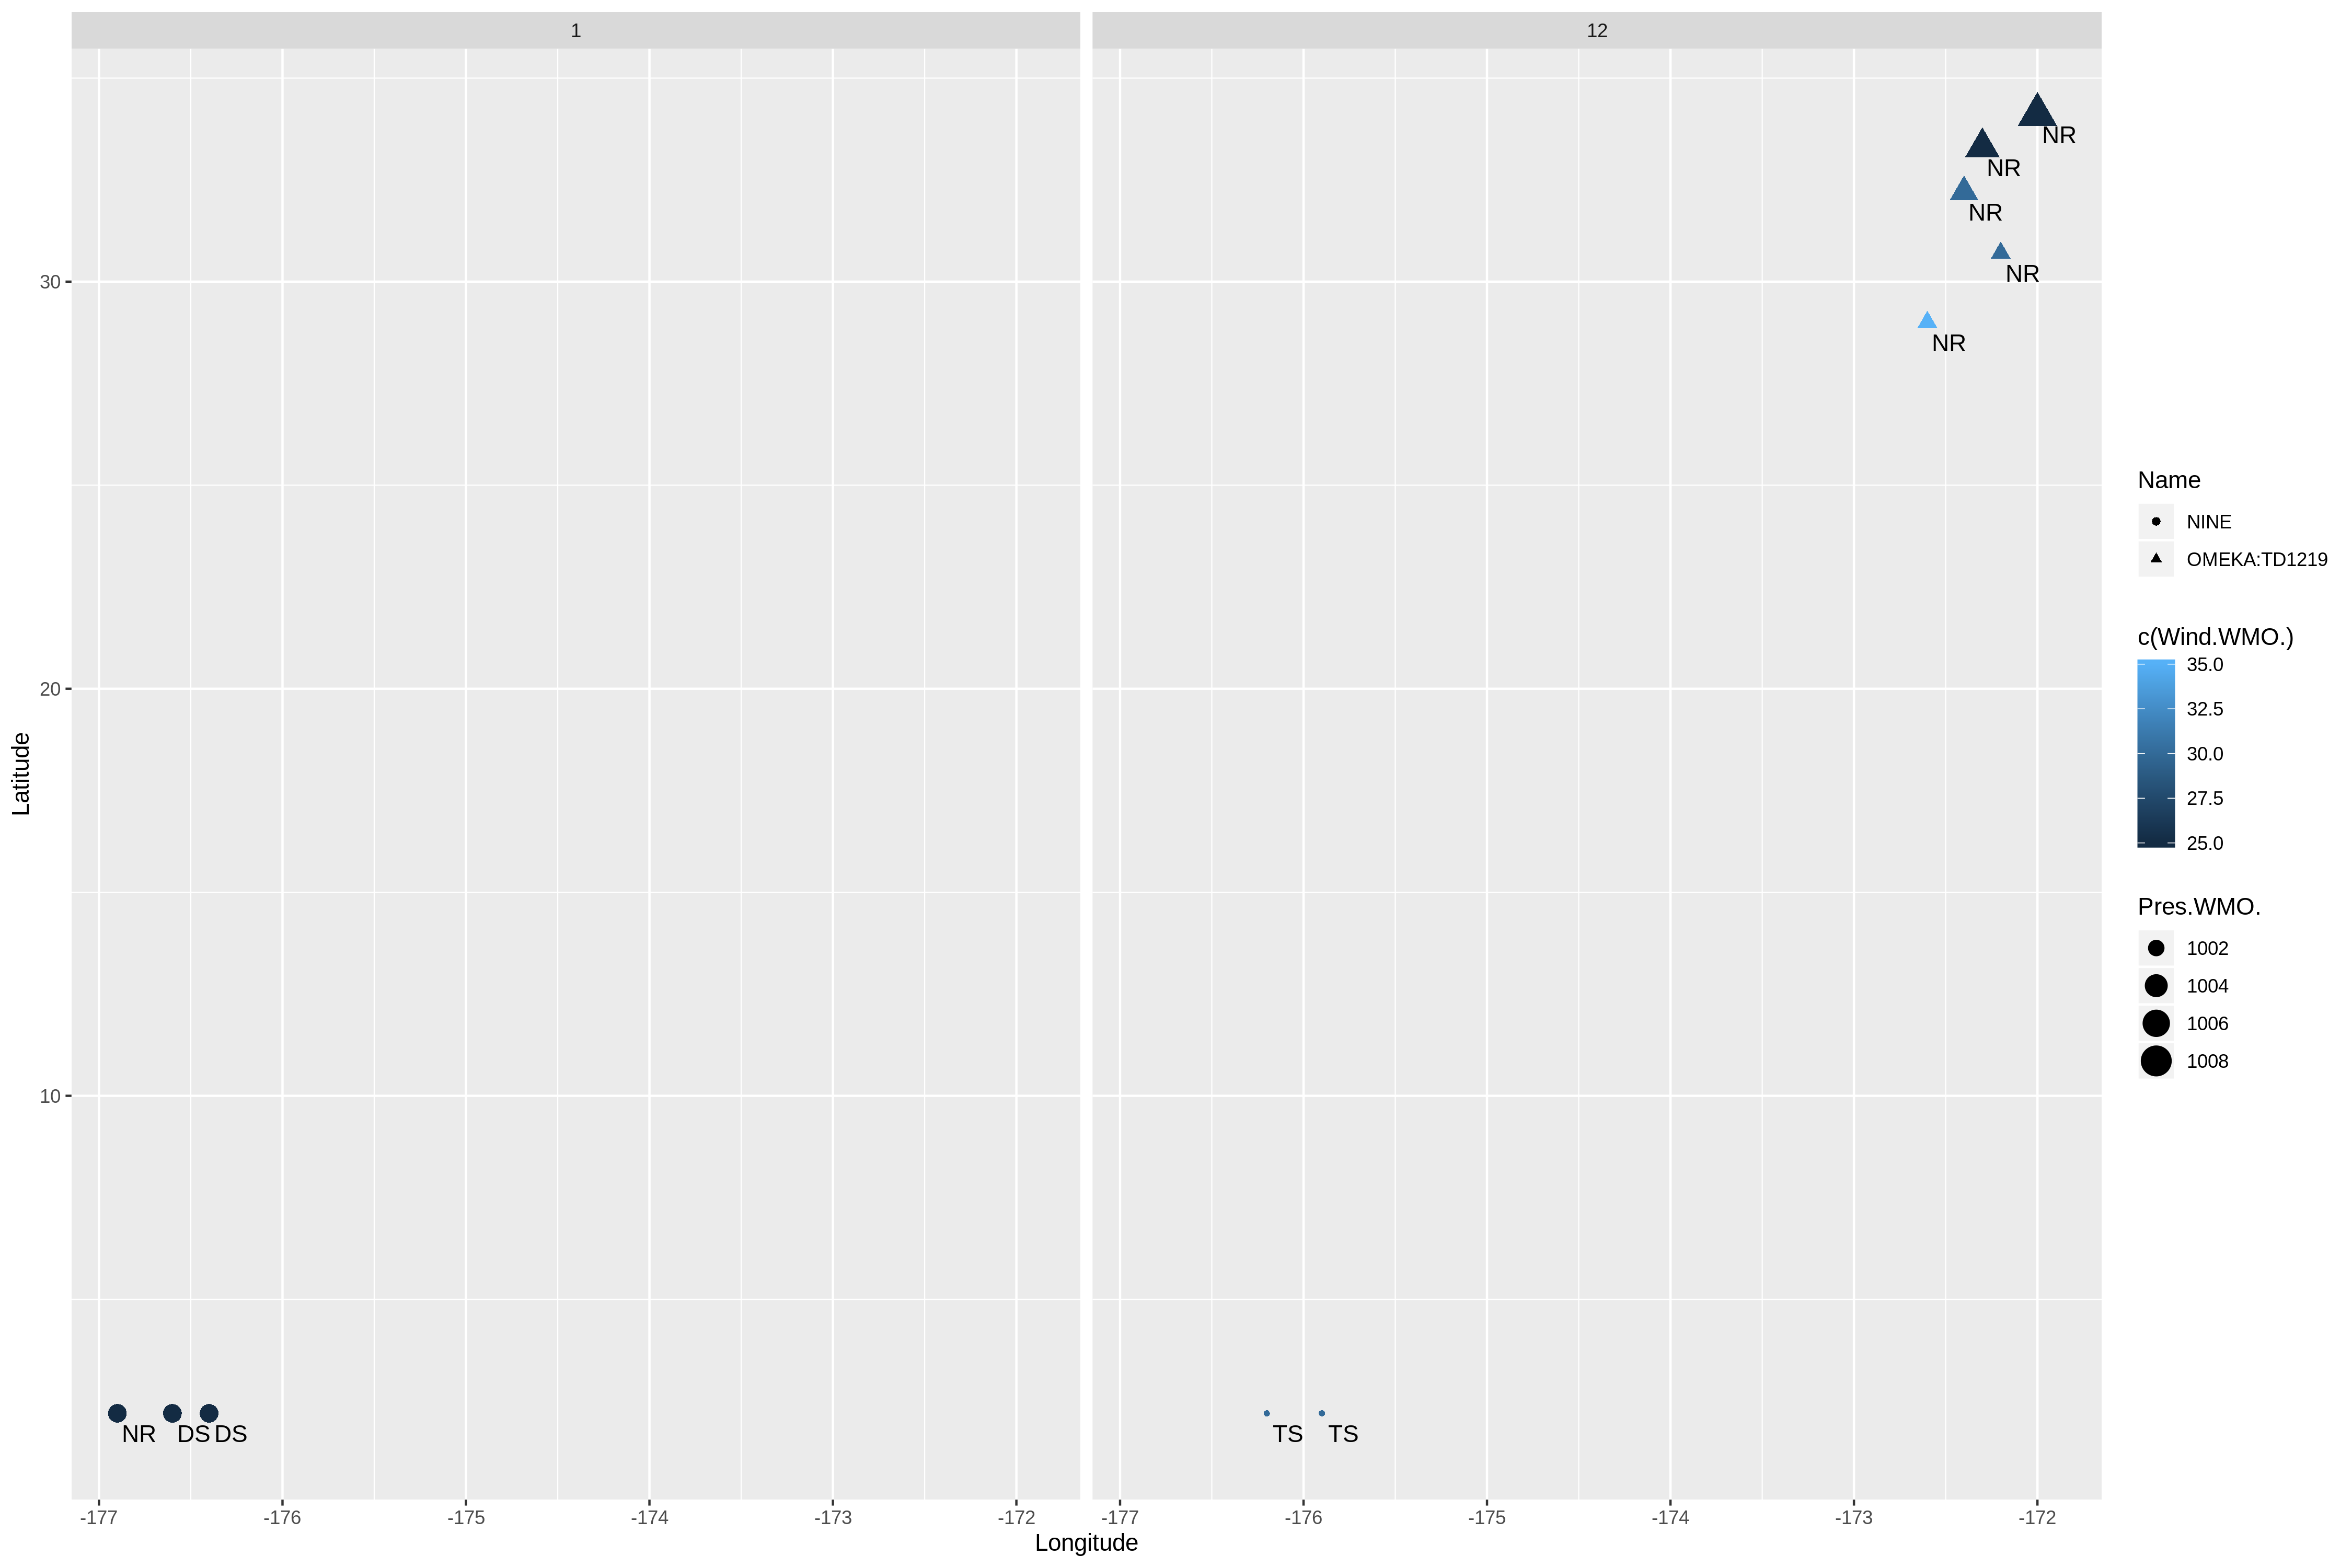 1 12
NR
NR
NR
30 NR
NR
Name
NINE
OMEKA:TD1219
c(Wind.WMO.)
35.0
20 32.5
Latitude
30.0
27.5
25.0
Pres.WMO.
1002
1004
1006
1008
10
NR DS DS TS TS
-177 -176 -175 -174 -173 -172 -177 -176 -175 -174 -173 -172
Longitude